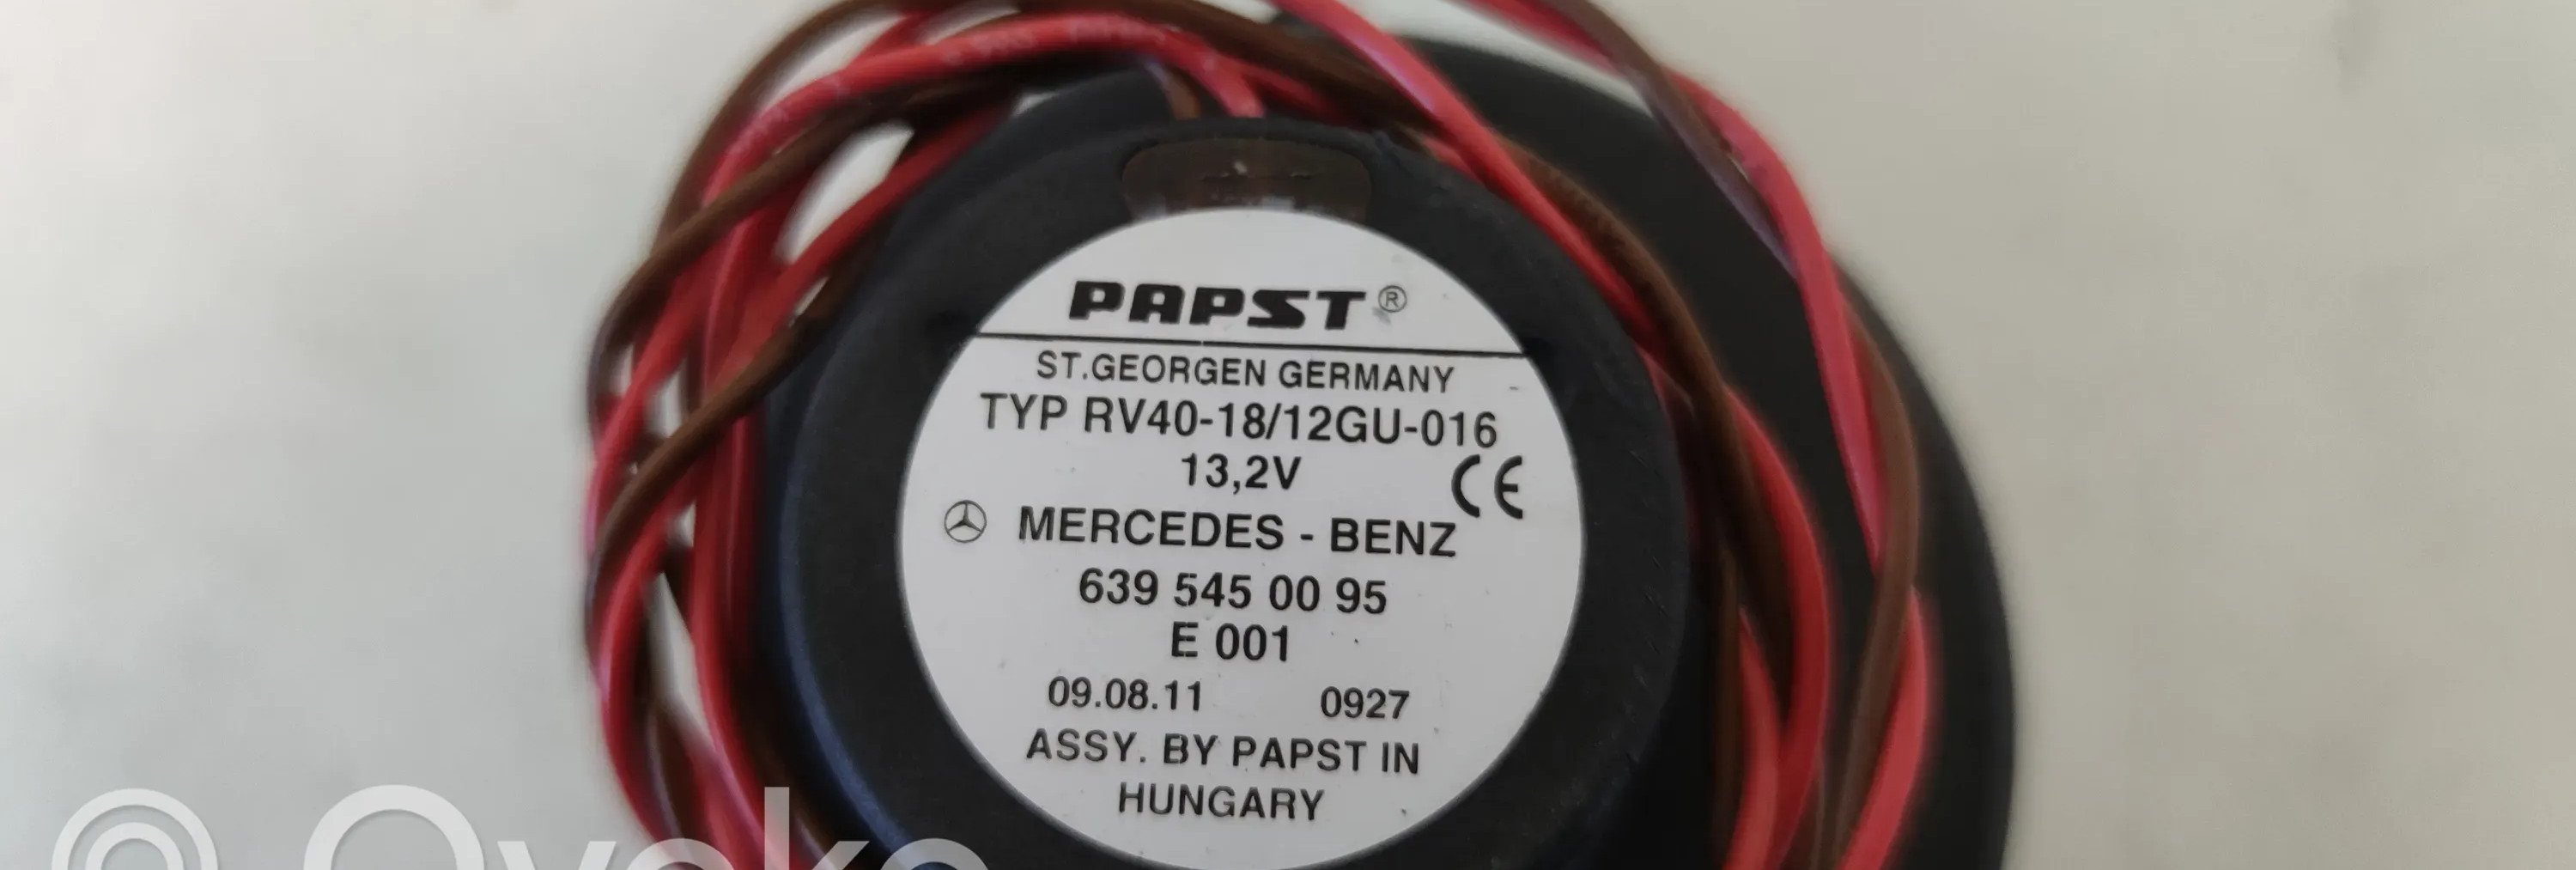 PAPST®
ST.GEORGEN GERMANY
TYP RV40-18/12GU-016
13,2V
CE
MERCEDES - BENZ
639 545 00 95
E 001
09.08.11 0927
ASSY. BY PAPST IN
HUNGARY